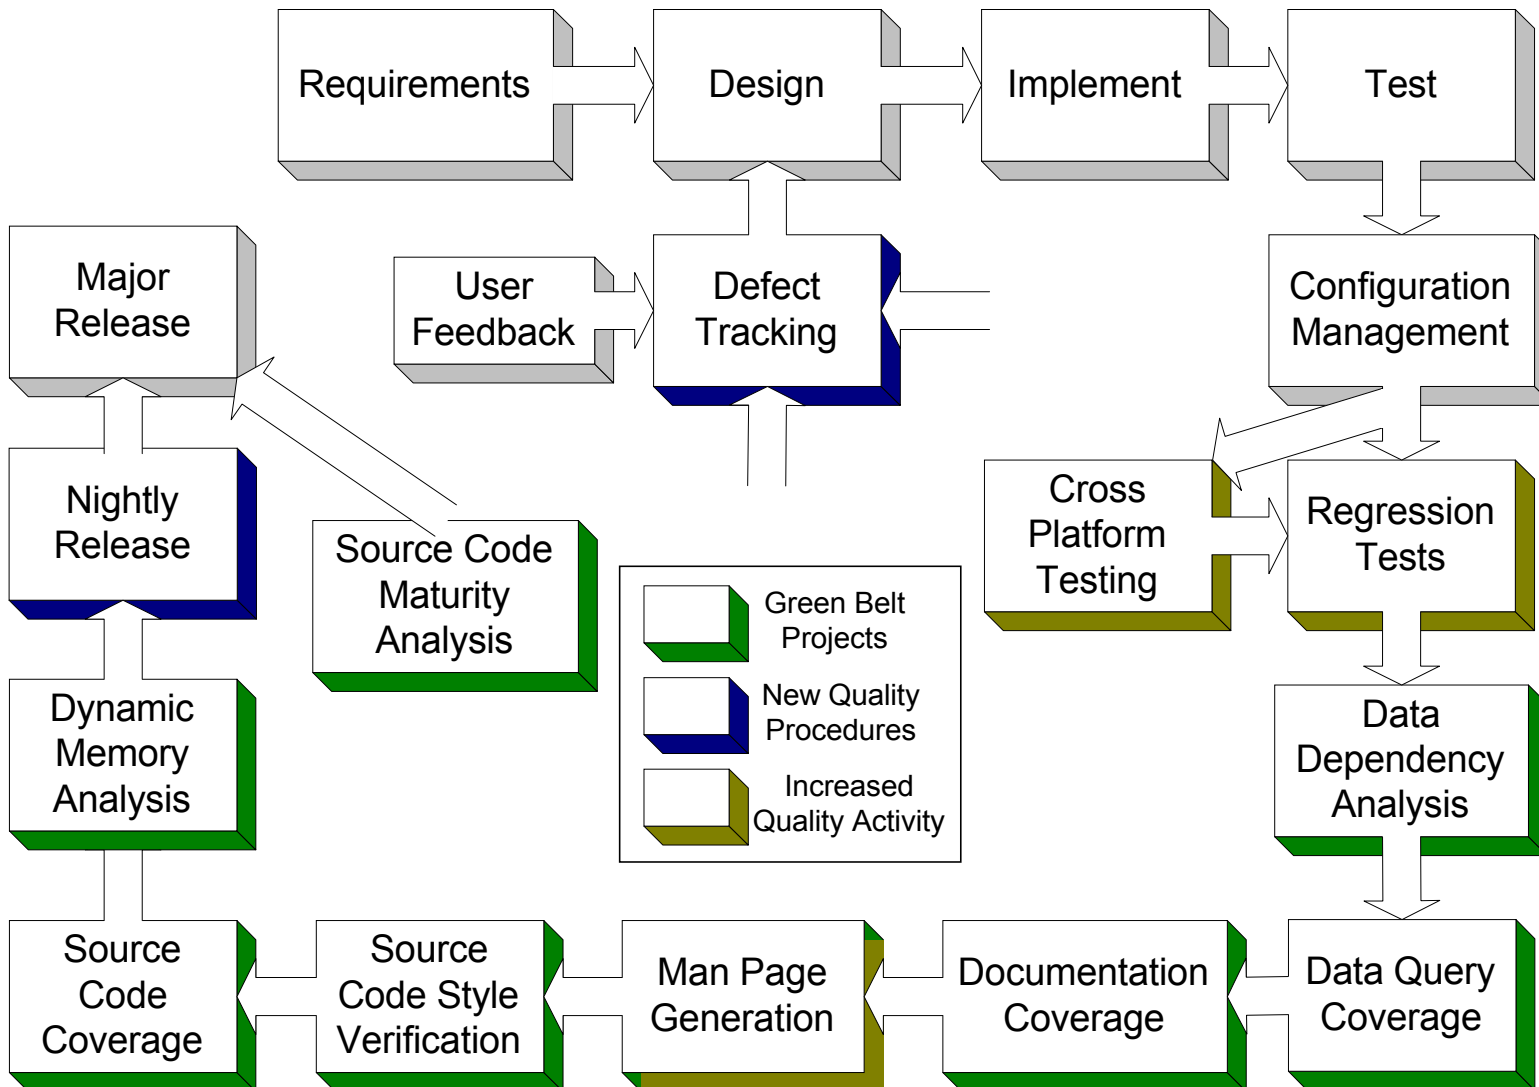 Requirements
Design
Implement
Test
Major
Release
User
Feedback
Defect
Tracking
Configuration
Management
Nightly
Release
Source Code
Maturity
Analysis
Cross
Platform
Testing
Regression
Tests
Green Belt
Projects
New Quality
Procedures
Increased
Quality Activity
Dynamic
Memory
Analysis
Data
Dependency
Analysis
Source
Code
Coverage
Source
Code Style
Verification
Man Page
Generation
Documentation
Coverage
Data Query
Coverage